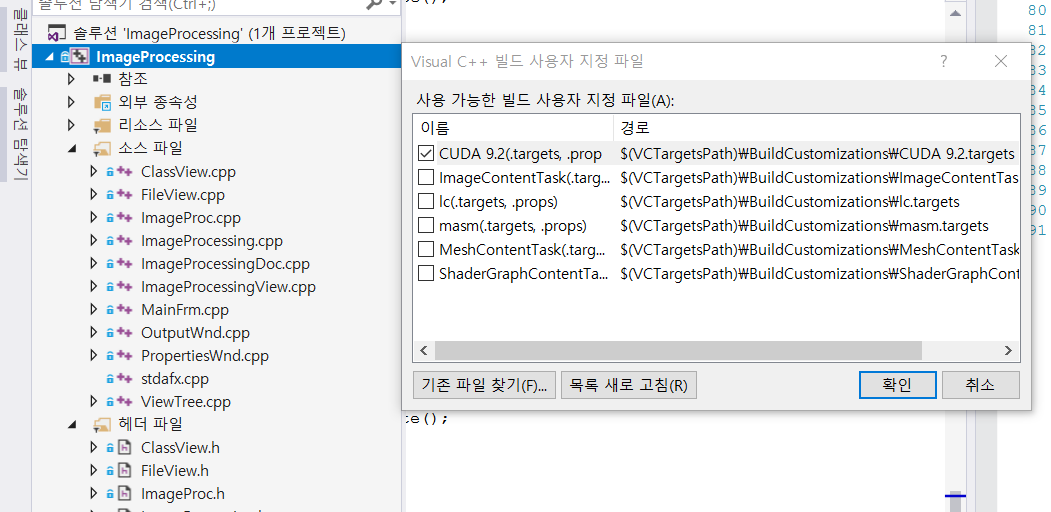 솔루션 탐색기 검색(Ctrl+;)
클래스 뷰
솔루션 탐색기
솔루션 'ImageProcessing' (1개 프로젝트)
ImageProcessing
참조
외부 종속성
리소스 파일
소스 파일
ClassView.cpp
FileView.cpp
ImageProc.cpp
ImageProcessing.cpp
ImageProcessingDoc.cpp
ImageProcessingView.cpp
MainFrm.cpp
OutputWnd.cpp
PropertiesWnd.cpp
stdafx.cpp
ViewTree.cpp
헤더 파일
ClassView.h
FileView.h
ImageProc.h
Visual C++ 빌드 사용자 지정 파일
?
사용 가능한 빌드 사용자 지정 파일(A):
이름 경로
CUDA 9.2(.targets, .prop $(VCTargetsPath)₩BuildCustomizations₩CUDA 9.2.targets
ImageContentTask(.targ... $(VCTargetsPath)₩BuildCustomizations₩ImageContentTas
lc(.targets, .props) $(VCTargetsPath)₩BuildCustomizations₩lc.targets
masm(.targets, .props) $(VCTargetsPath)₩BuildCustomizations₩masm.targets
MeshContentTask(.targ... $(VCTargetsPath)₩BuildCustomizations₩MeshContentTask
ShaderGraphContentTa... $(VCTargetsPath)₩BuildCustomizations₩ShaderGraphCont
기존 파일 찾기(F)... 목록 새로 고침(R) 확인 취소
te();
80
81
82
83
84
85
86
87
88
89
90
91